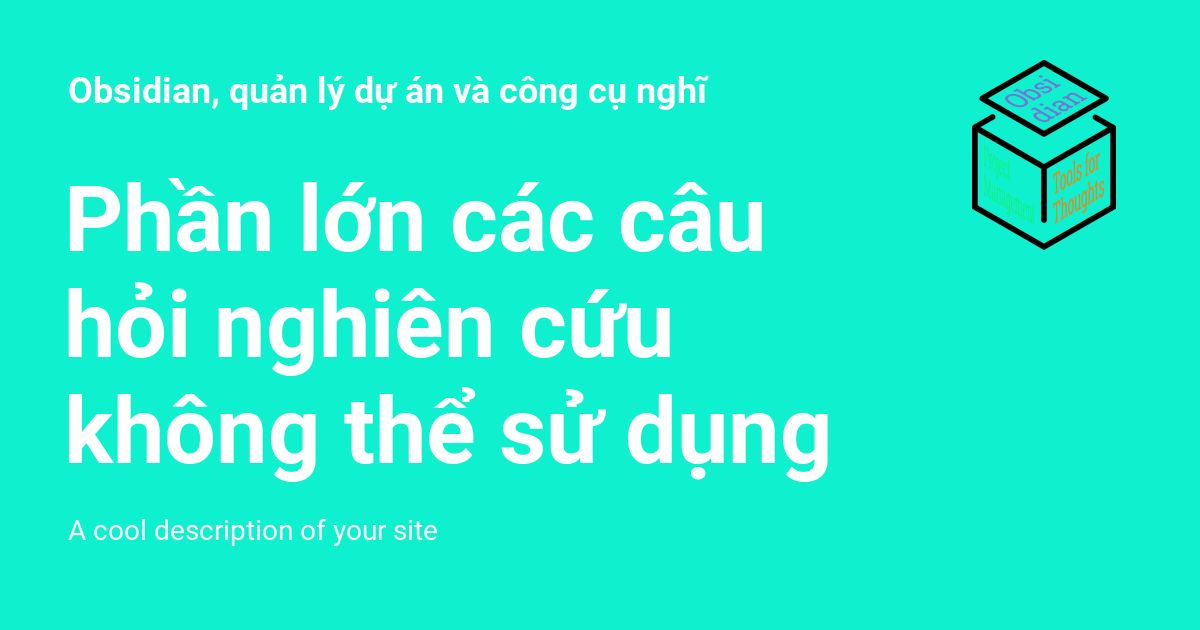 Obsidian, quản lý dự án và công cụ nghĩ
Obsi
dian
Project
Management
Tools for
Thoughts
Phần lớn các câu
hỏi nghiên cứu
không thể sử dụng
A cool description of your site